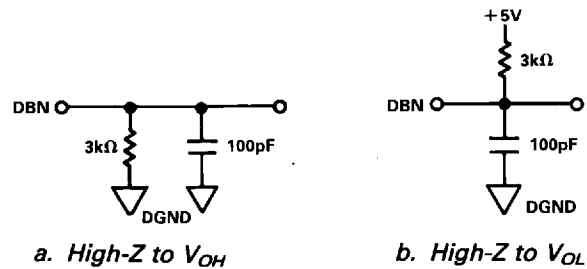 +5V
3kΩ
DBN
DBN
3kΩ
100pF
100pF
DGND
DGND
a. High-Z to VOH
b. High-Z to VOL